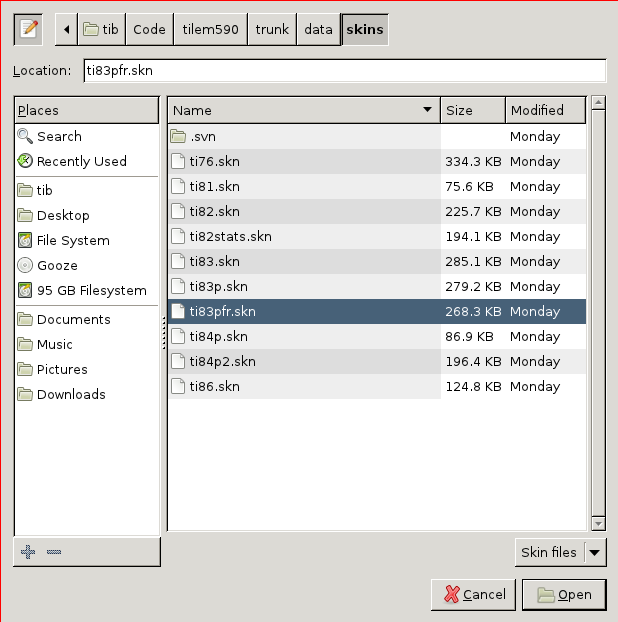 tib Code tilem590 trunk data skins
Location: ti83pfr.skn
Places
Search
Recently Used
tib
Desktop
File System
Gooze
95 GB Filesystem
Documents
Music
Pictures
Downloads
Name Size Modified
.svn Monday
ti76.skn 334.3 KB Monday
ti81.skn 75.6 KB Monday
ti82.skn 225.7 KB Monday
ti82stats.skn 194.1 KB Monday
ti83.skn 285.1 KB Monday
ti83p.skn 279.2 KB Monday
ti83pfr.skn 268.3 KB Monday
ti84p.skn 86.9 KB Monday
ti84p2.skn 196.4 KB Monday
ti86.skn 124.8 KB Monday
Skin files
Cancel Open